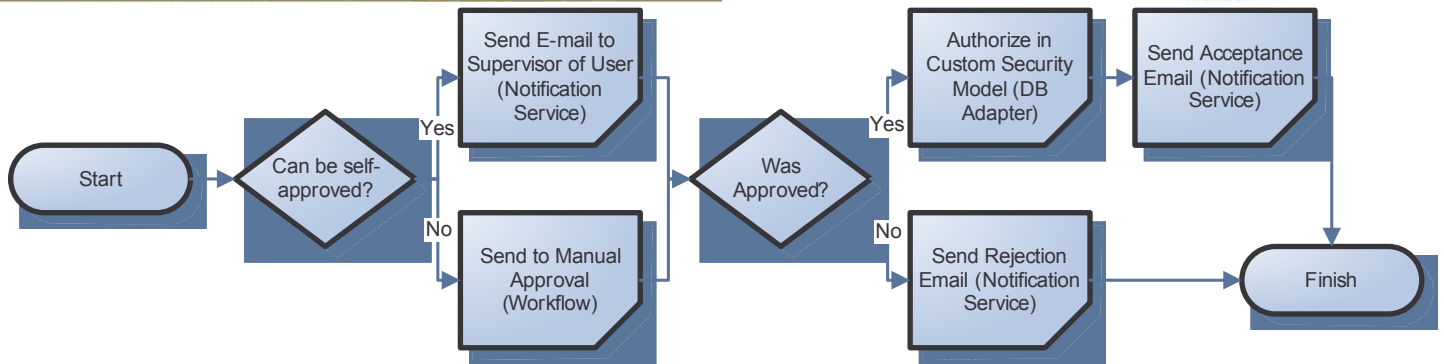 Start
Can be self-
approved?
Yes
No
Send E-mail to
Supervisor of User
(Notification
Service)
Send to Manual
Approval
(Workflow)
Was
Approved?
Yes
No
Authorize in
Custom Security
Model (DB
Adapter)
Send Acceptance
Email (Notification
Service)
Send Rejection
Email (Notification
Service)
Finish